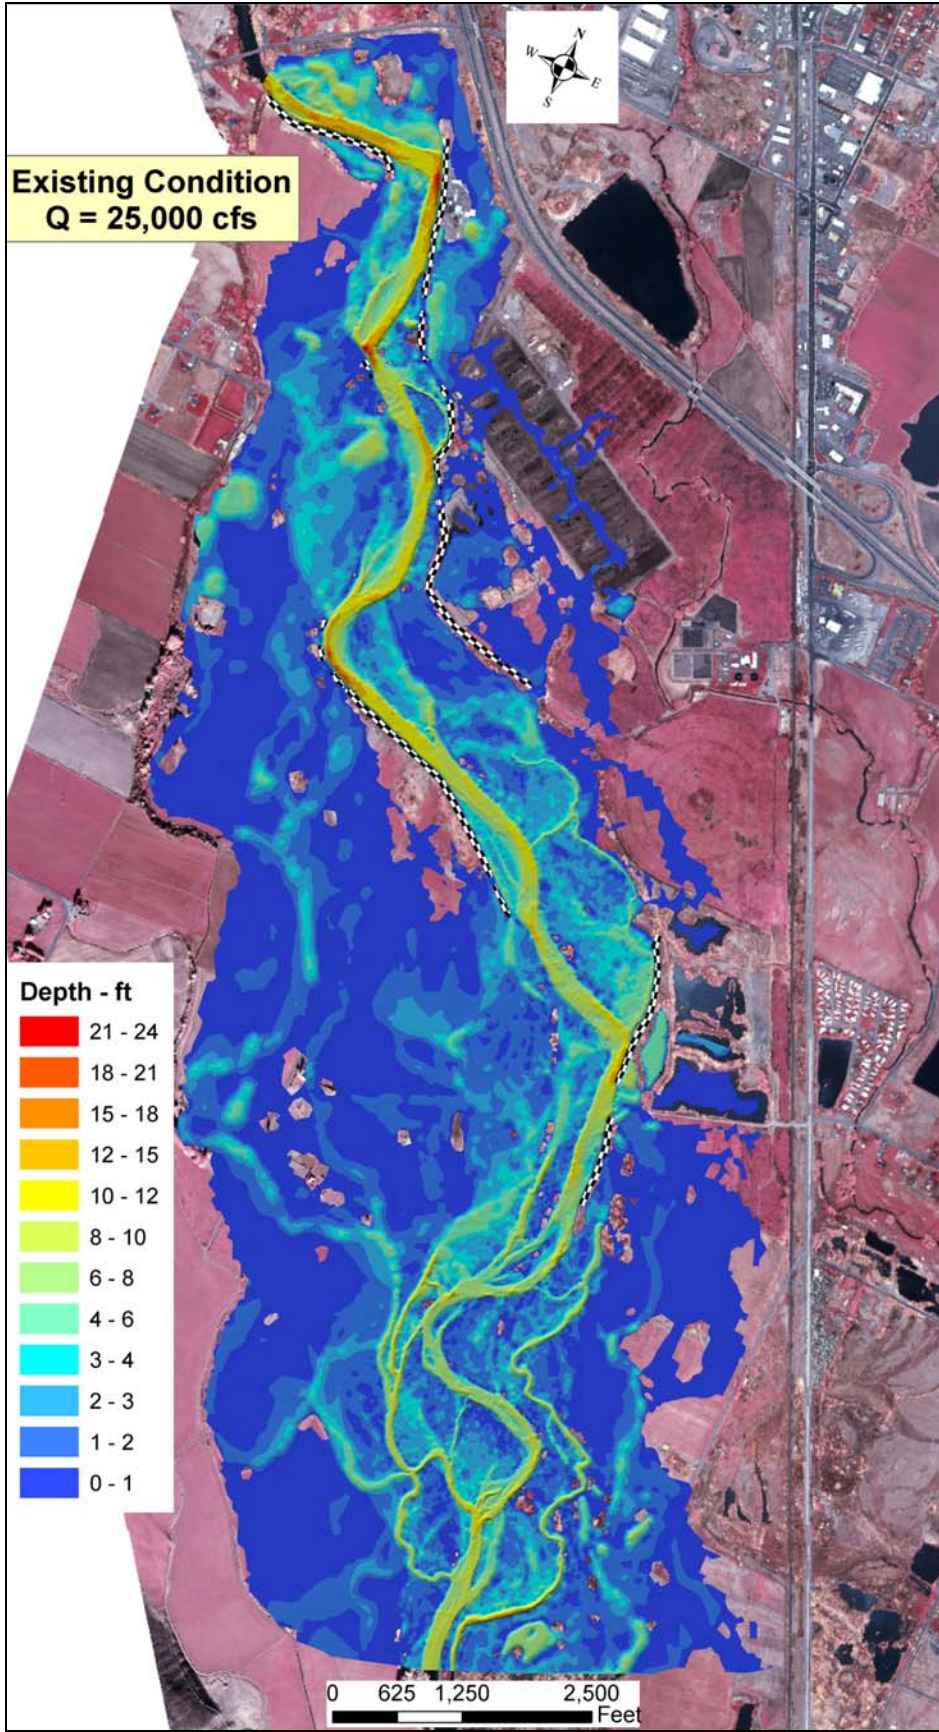 N
W
E
S
Existing Condition
Q = 25,000 cfs
Depth - ft
21 - 24
18 - 21
15 - 18
12 - 15
10 - 12
8 - 10
6 - 8
4 - 6
3 - 4
2 - 3
1 - 2
0 - 1
0 625 1,250 2,500
Feet